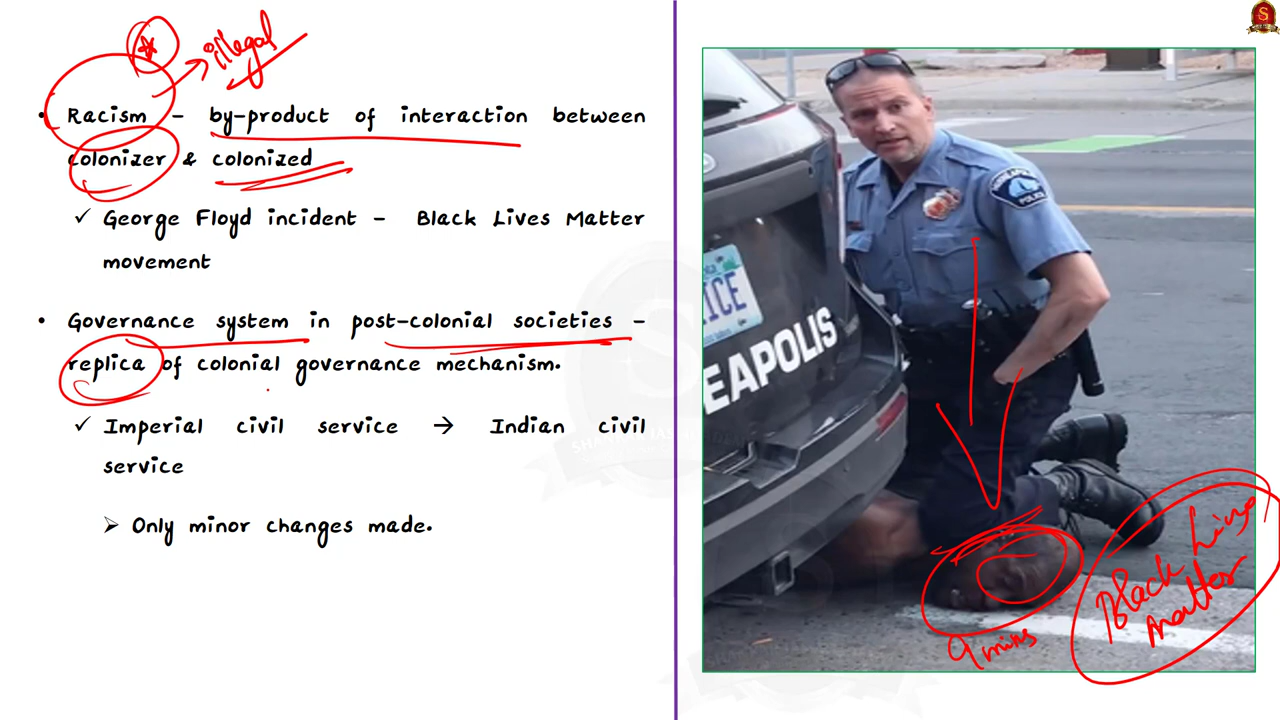 illegal
• Racism – by-product of interaction between
colonizer & colonized
✓ George Floyd incident – Black Lives Matter
movement
• Governance system in post-colonial societies –
replica of colonial governance mechanism.
✓ Imperial civil service → Indian civil
service
➢ Only minor changes made.
S
MINNEAPOLIS
POLICE
ICE
EAPOLIS
9 mins
Black Lives
Matter